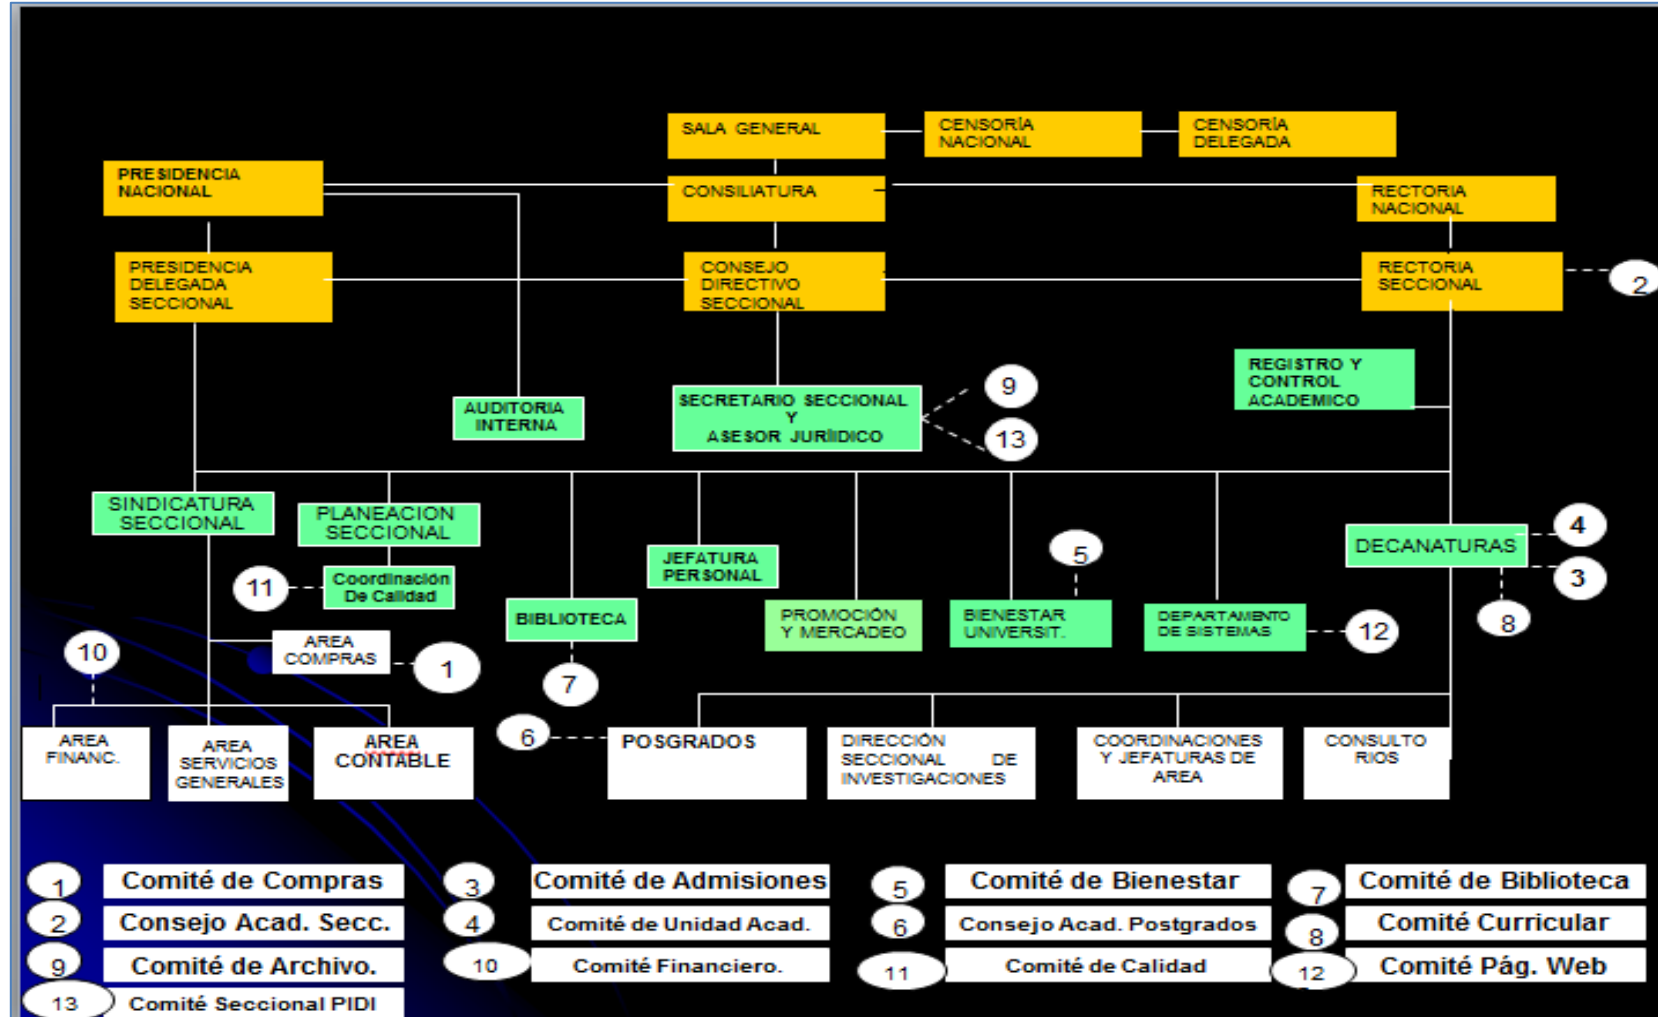 SALA GENERAL
CENSORÍA
NACIONAL
CENSORÍA
DELEGADA
PRESIDENCIA
NACIONAL
CONSILIATURA
RECTORIA
NACIONAL
PRESIDENCIA
DELEGADA
SECCIONAL
CONSEJO
DIRECTIVO
SECCIONAL
RECTORIA
SECCIONAL
2
REGISTRO Y
CONTROL
ACADEMICO
AUDITORIA
INTERNA
SECRETARIO SECCIONAL
Y
ASESOR JURÍIDICO
9
13
SINDICATURA
SECCIONAL
PLANEACION
SECCIONAL
Coordinación
De Calidad
11
BIBLIOTECA
7
JEFATURA
PERSONAL
PROMOCIÓN
Y MERCADEO
5
BIENESTAR
UNIVERSIT.
DEPARTAMENTO
DE SISTEMAS
12
DECANATURAS
4
3
8
AREA
COMPRAS
1
10
AREA
FINANC.
AREA
SERVICIOS
GENERALES
AREA
CONTABLE
6
POSGRADOS
DIRECCIÓN
SECCIONAL DE
INVESTIGACIONES
COORDINACIONES
Y JEFATURAS DE
AREA
CONSULTO
RIOS
1 Comité de Compras
3 Comité de Admisiones
5 Comité de Bienestar
7 Comité de Biblioteca
2 Consejo Acad. Secc.
4 Comité de Unidad Acad.
6 Consejo Acad. Postgrados
8 Comité Curricular
9 Comité de Archivo.
10 Comité Financiero.
11 Comité de Calidad
12 Comité Pág. Web
13 Comité Seccional PIDI